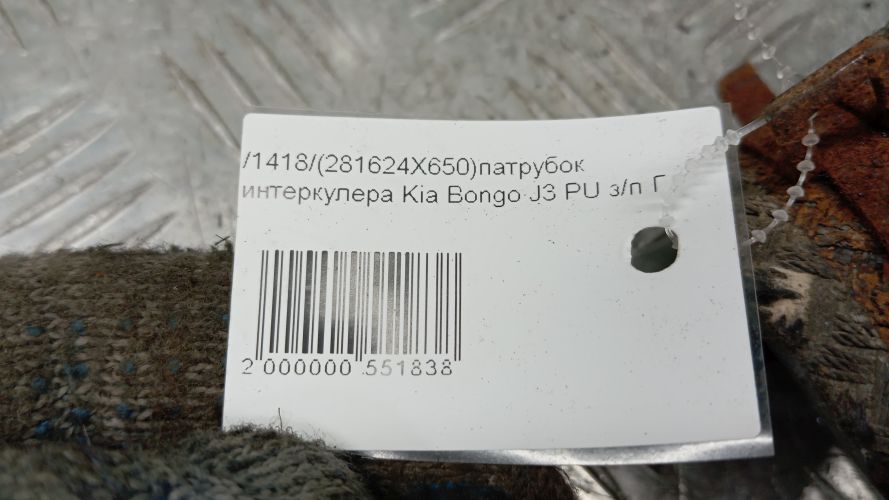 /1418/(281624X650)патрубок
интеркулера Kia Bongo J3 PU з/п Г
2 000000 551838